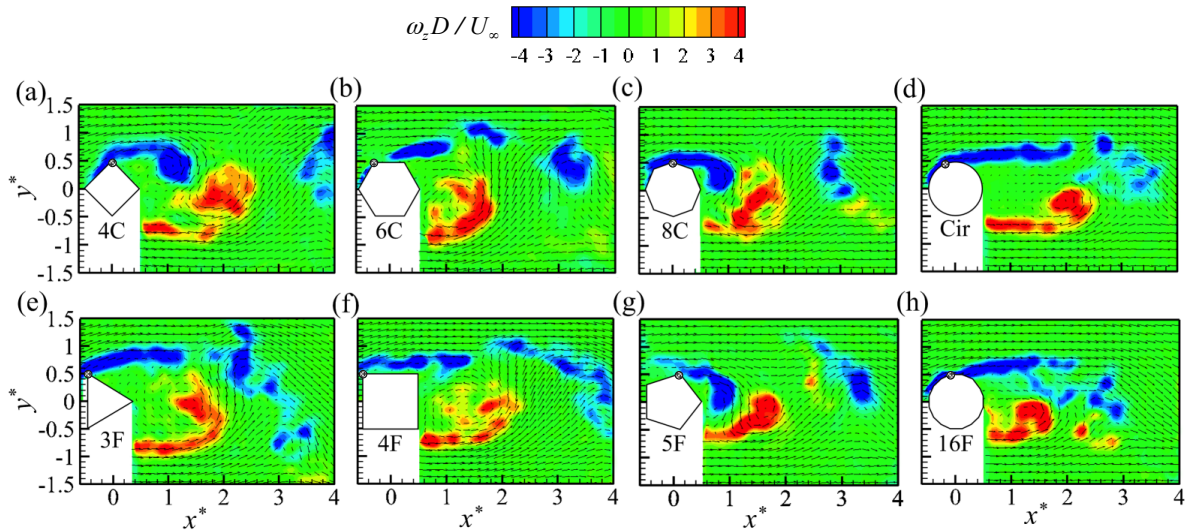 ω_z D / U_∞
-4 -3 -2 -1 0 1 2 3 4
(a) (b) (c) (d)
1.5
1
0.5
y* 0
-0.5
-1
-1.5
4C 6C 8C Cir
(e) (f) (g) (h)
1.5
1
0.5
y* 0
-0.5
-1
-1.5
3F 4F 5F 16F
0 1 2 3 4 0 1 2 3 4 0 1 2 3 4 0 1 2 3 4
x* x* x* x*